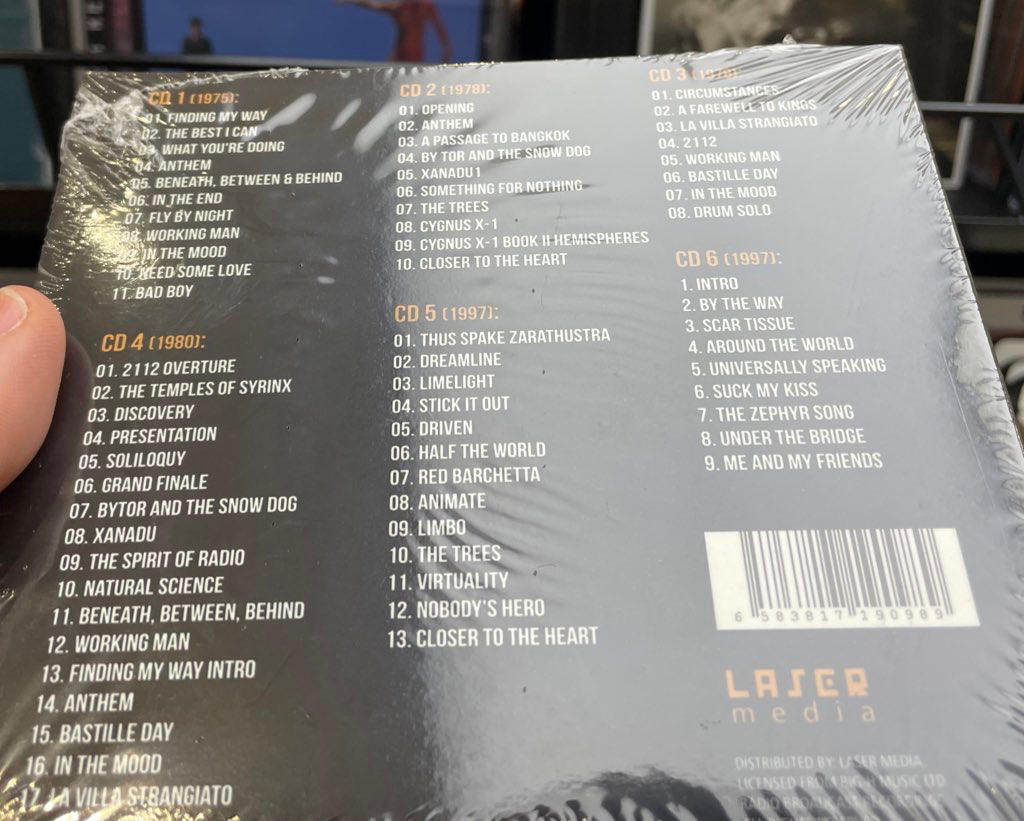 CD 1 (1975):
01. FINDING MY WAY
02. THE BEST I CAN
03. WHAT YOU'RE DOING
04. ANTHEM
05. BENEATH, BETWEEN & BEHIND
06. IN THE END
07. FLY BY NIGHT
08. WORKING MAN
09. IN THE MOOD
10. NEED SOME LOVE
11. BAD BOY
CD 2 (1978):
01. OPENING
02. ANTHEM
03. A PASSAGE TO BANGKOK
04. BY TOR AND THE SNOW DOG
05. XANADU1
06. SOMETHING FOR NOTHING
07. THE TREES
08. CYGNUS X-1
09. CYGNUS X-1 BOOK II HEMISPHERES
10. CLOSER TO THE HEART
CD 3 (1978):
01. CIRCUMSTANCES
02. A FAREWELL TO KINGS
03. LA VILLA STRANGIATO
04. 2112
05. WORKING MAN
06. BASTILLE DAY
07. IN THE MOOD
08. DRUM SOLO
CD 4 (1980):
01. 2112 OVERTURE
02. THE TEMPLES OF SYRINX
03. DISCOVERY
04. PRESENTATION
05. SOLILOQUY
06. GRAND FINALE
07. BYTOR AND THE SNOW DOG
08. XANADU
09. THE SPIRIT OF RADIO
10. NATURAL SCIENCE
11. BENEATH, BETWEEN, BEHIND
12. WORKING MAN
13. FINDING MY WAY INTRO
14. ANTHEM
15. BASTILLE DAY
16. IN THE MOOD
17. LA VILLA STRANGIATO
CD 5 (1997):
01. THUS SPAKE ZARATHUSTRA
02. DREAMLINE
03. LIMELIGHT
04. STICK IT OUT
05. DRIVEN
06. HALF THE WORLD
07. RED BARCHETTA
08. ANIMATE
09. LIMBO
10. THE TREES
11. VIRTUALITY
12. NOBODY'S HERO
13. CLOSER TO THE HEART
CD 6 (1997):
1. INTRO
2. BY THE WAY
3. SCAR TISSUE
4. AROUND THE WORLD
5. UNIVERSALLY SPEAKING
6. SUCK MY KISS
7. THE ZEPHYR SONG
8. UNDER THE BRIDGE
9. ME AND MY FRIENDS
6 583817 190989
LASER
media
DISTRIBUTED BY: LASER MEDIA.
LICENSED FROM BIG H MUSIC LTD
RADIO BROADCAST RECORDINGS